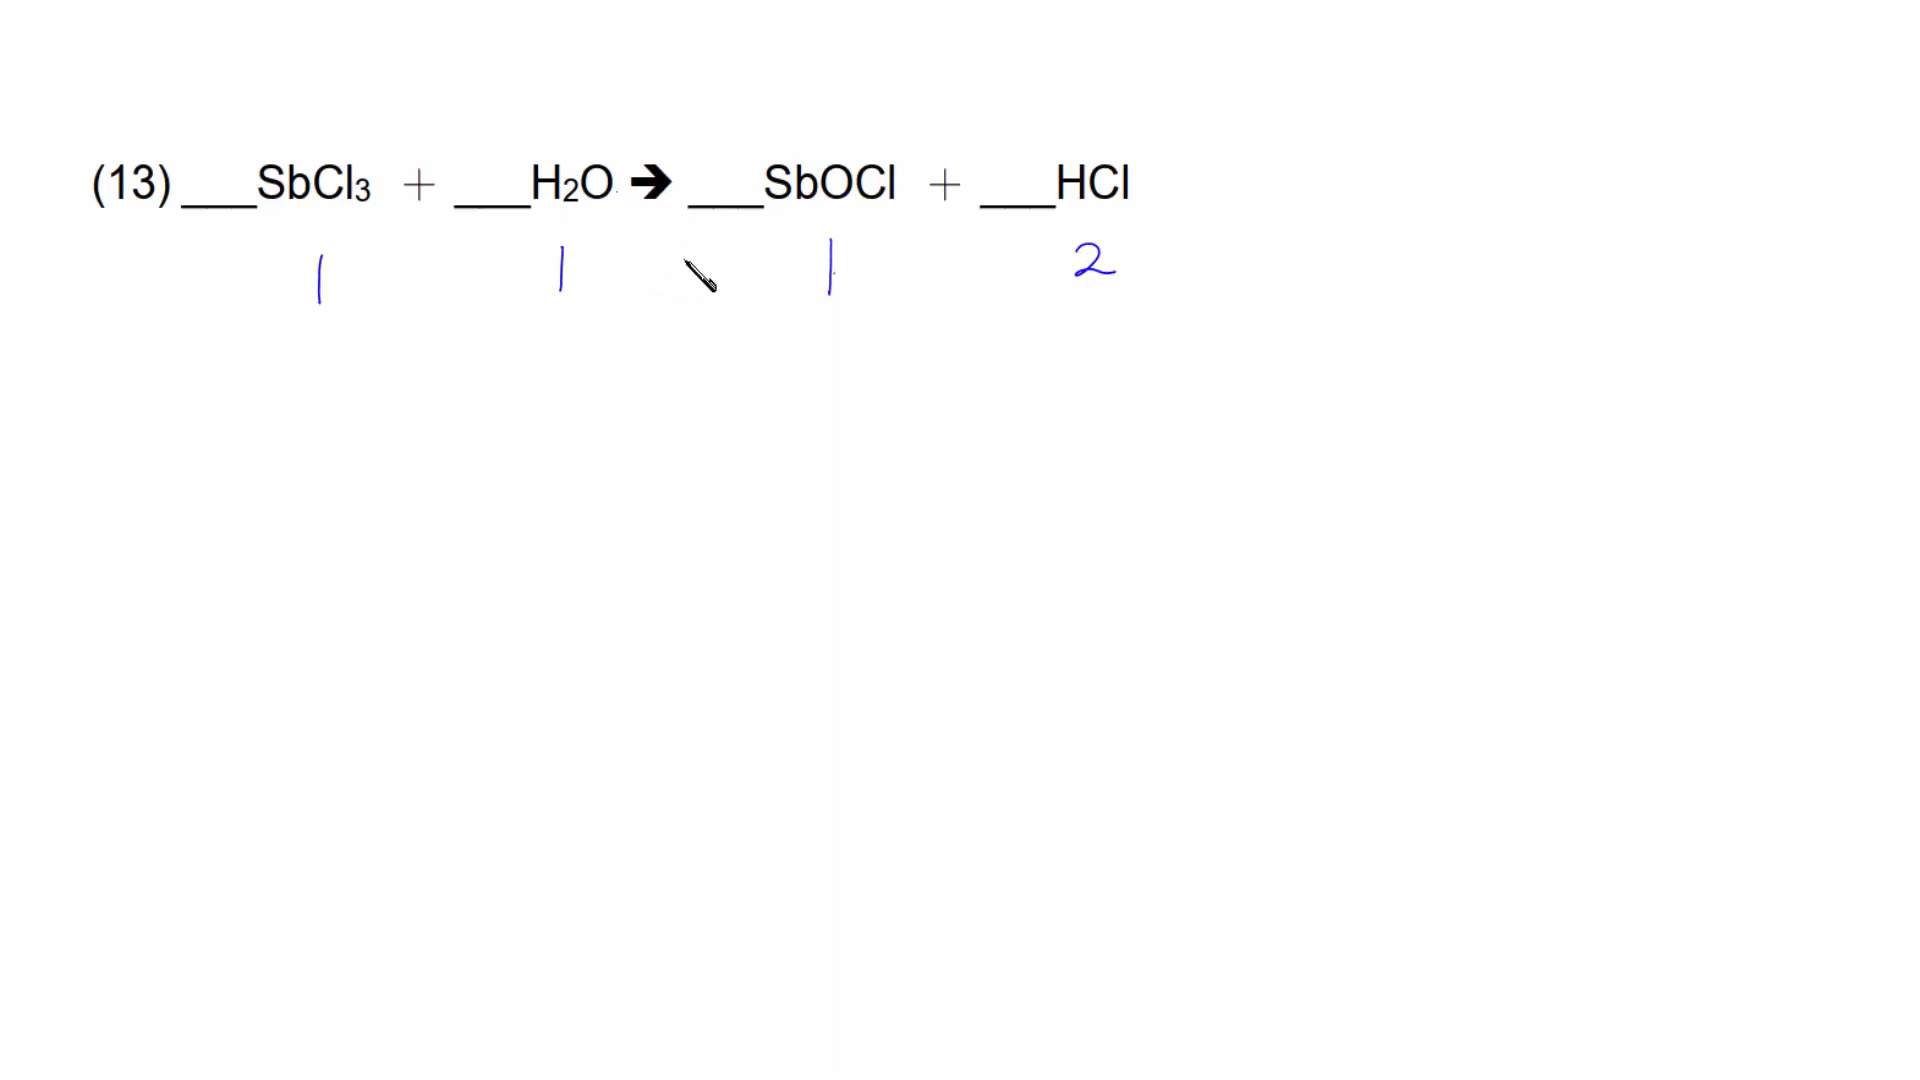 (13) ___SbCl3 + ___H2O ➔ ___SbOCl + ___HCl
1 1 1 2